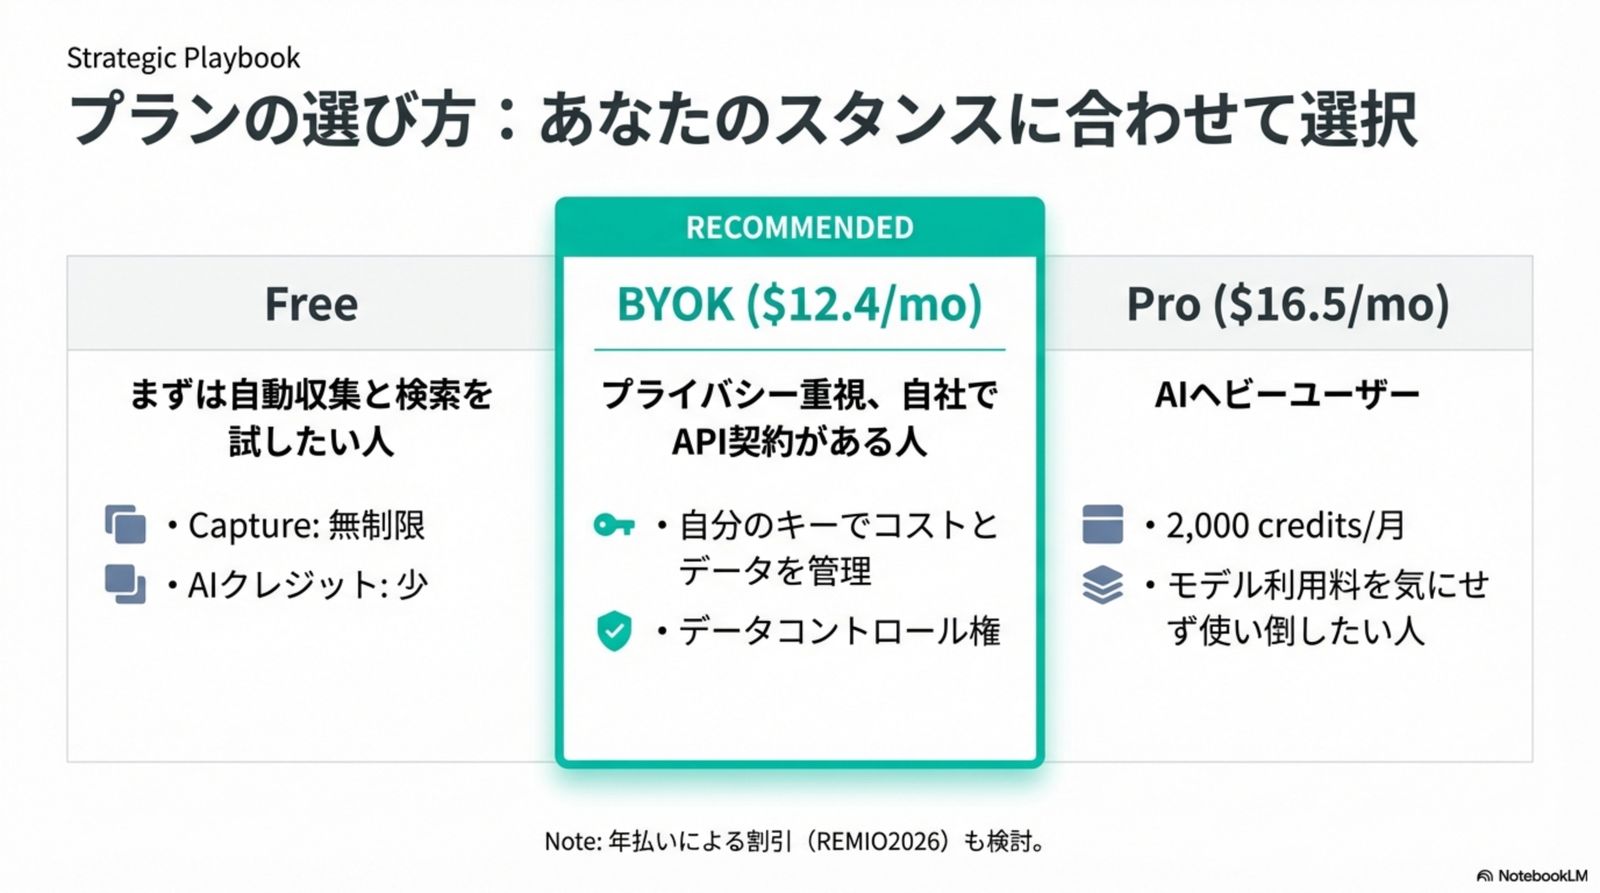 Strategic Playbook
プランの選び方：あなたのスタンスに合わせて選択
RECOMMENDED
Free
まずは自動収集と検索を
試したい人
・Capture: 無制限
・AIクレジット: 少
BYOK ($12.4/mo)
プライバシー重視、自社で
API契約がある人
・自分のキーでコストと
データを管理
・データコントロール権
Pro ($16.5/mo)
AIヘビーユーザー
・2,000 credits/月
・モデル利用料を気にせ
ず使い倒したい人
Note: 年払いによる割引（REMIO2026）も検討。
NotebookLM